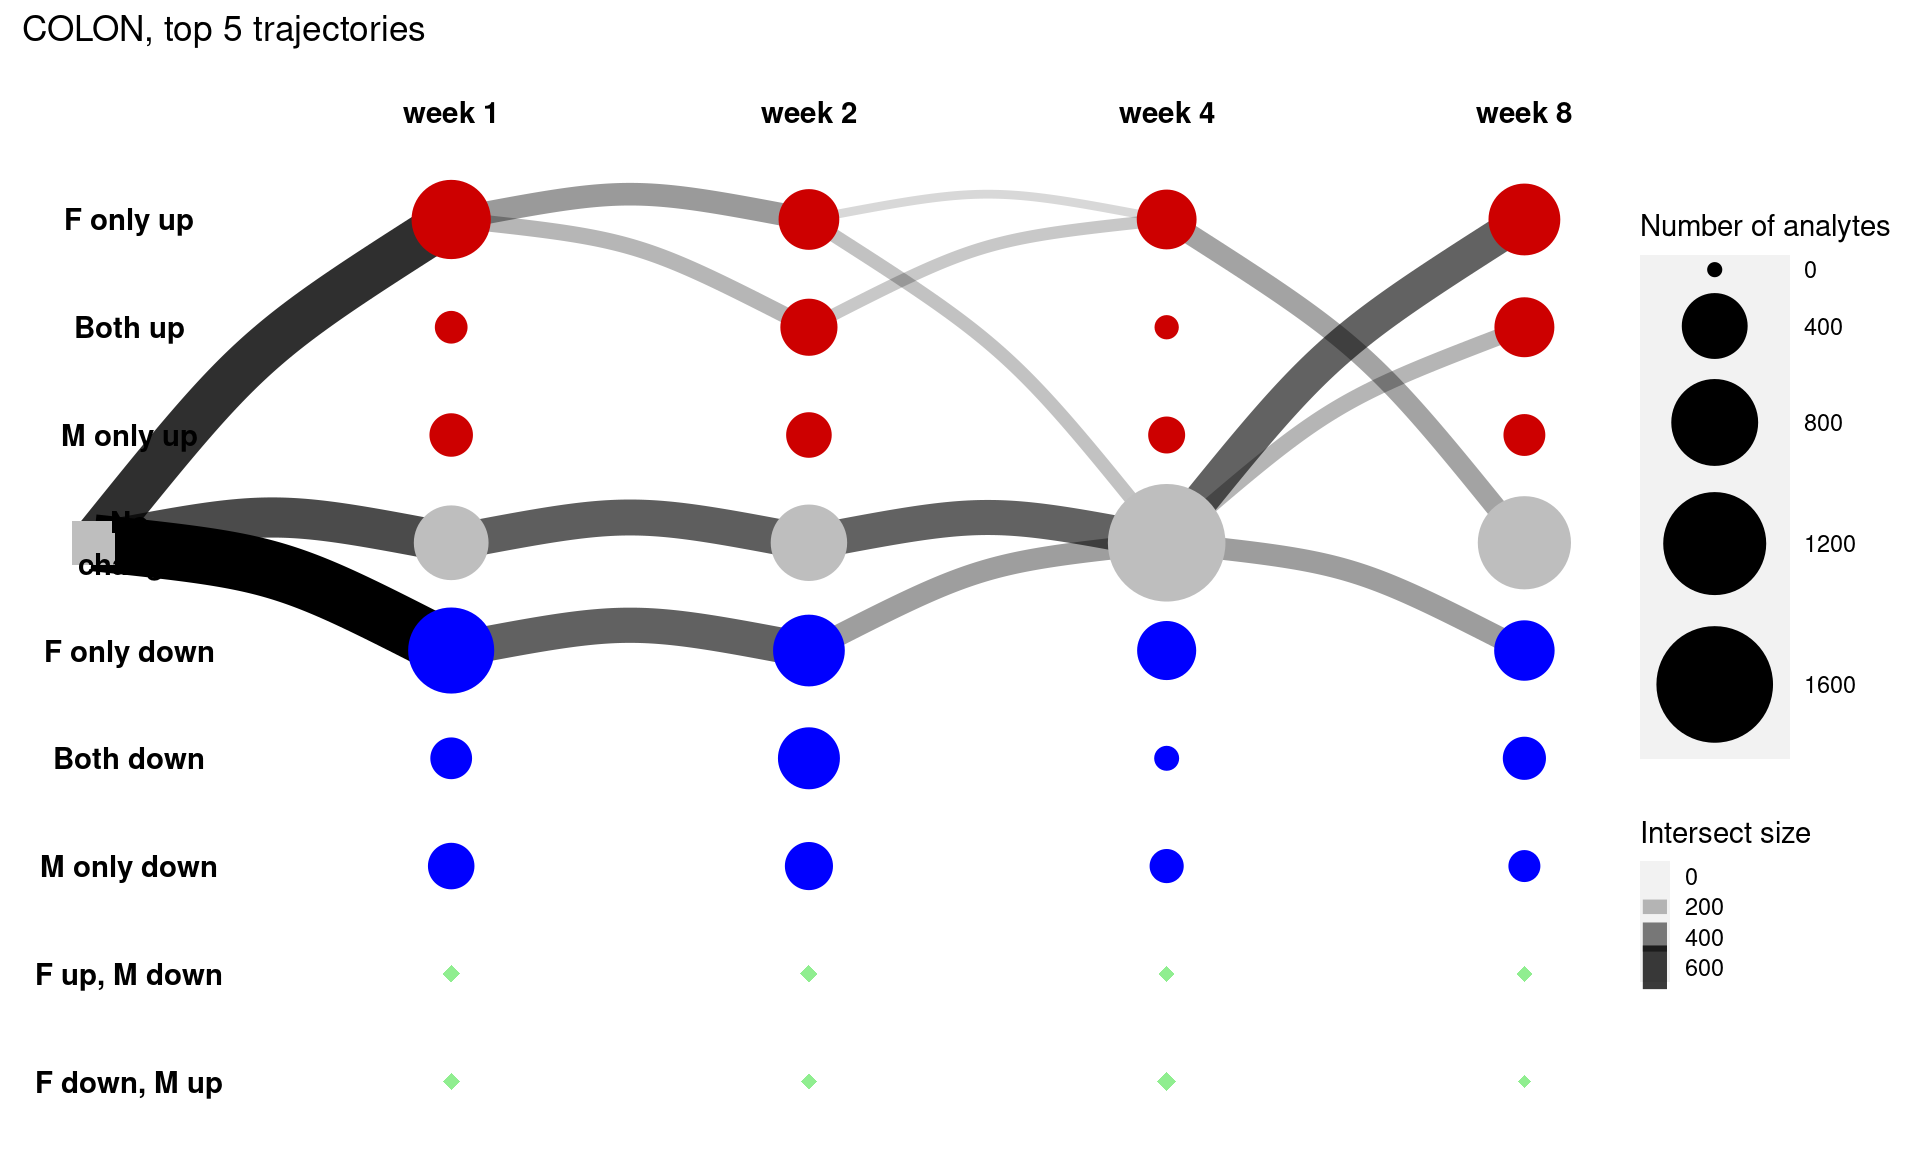 COLON, top 5 trajectories
week 1 week 2 week 4 week 8
F only up
Both up
M only up
F only down
Both down
M only down
F up, M down
F down, M up
Number of analytes
0
400
800
1200
1600
Intersect size
0
200
400
600